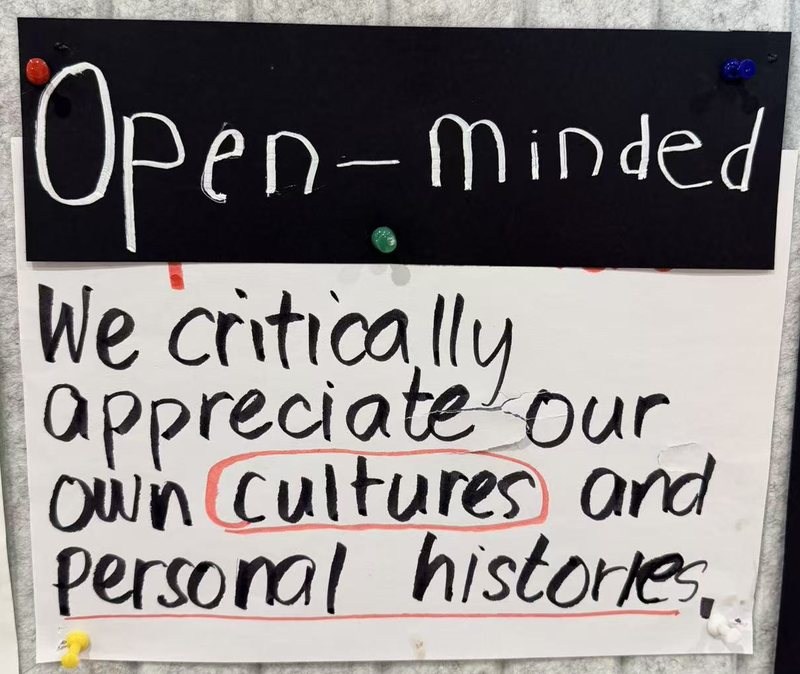 Open-minded
We critically
appreciate our
own cultures and
personal histories.